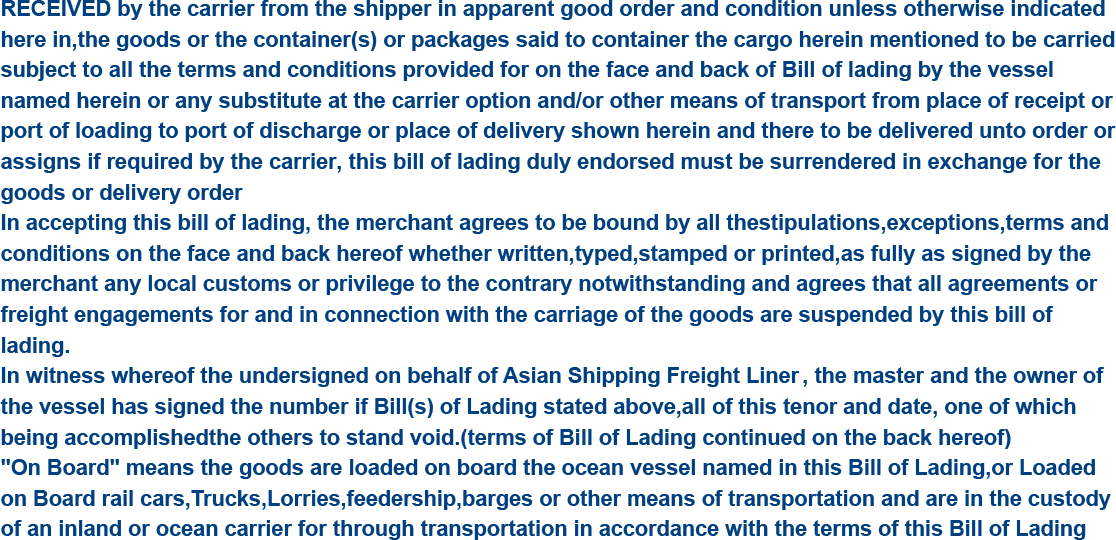 RECEIVED by the carrier from the shipper in apparent good order and condition unless otherwise indicated
here in,the goods or the container(s) or packages said to container the cargo herein mentioned to be carried
subject to all the terms and conditions provided for on the face and back of Bill of lading by the vessel
named herein or any substitute at the carrier option and/or other means of transport from place of receipt or
port of loading to port of discharge or place of delivery shown herein and there to be delivered unto order or
assigns if required by the carrier, this bill of lading duly endorsed must be surrendered in exchange for the
goods or delivery order
In accepting this bill of lading, the merchant agrees to be bound by all thestipulations,exceptions,terms and
conditions on the face and back hereof whether written,typed,stamped or printed,as fully as signed by the
merchant any local customs or privilege to the contrary notwithstanding and agrees that all agreements or
freight engagements for and in connection with the carriage of the goods are suspended by this bill of
lading.
In witness whereof the undersigned on behalf of Asian Shipping Freight Liner, the master and the owner of
the vessel has signed the number if Bill(s) of Lading stated above,all of this tenor and date, one of which
being accomplishedthe others to stand void.(terms of Bill of Lading continued on the back hereof)
"On Board" means the goods are loaded on board the ocean vessel named in this Bill of Lading,or Loaded
on Board rail cars,Trucks,Lorries,feedership,barges or other means of transportation and are in the custody
of an inland or ocean carrier for through transportation in accordance with the terms of this Bill of Lading